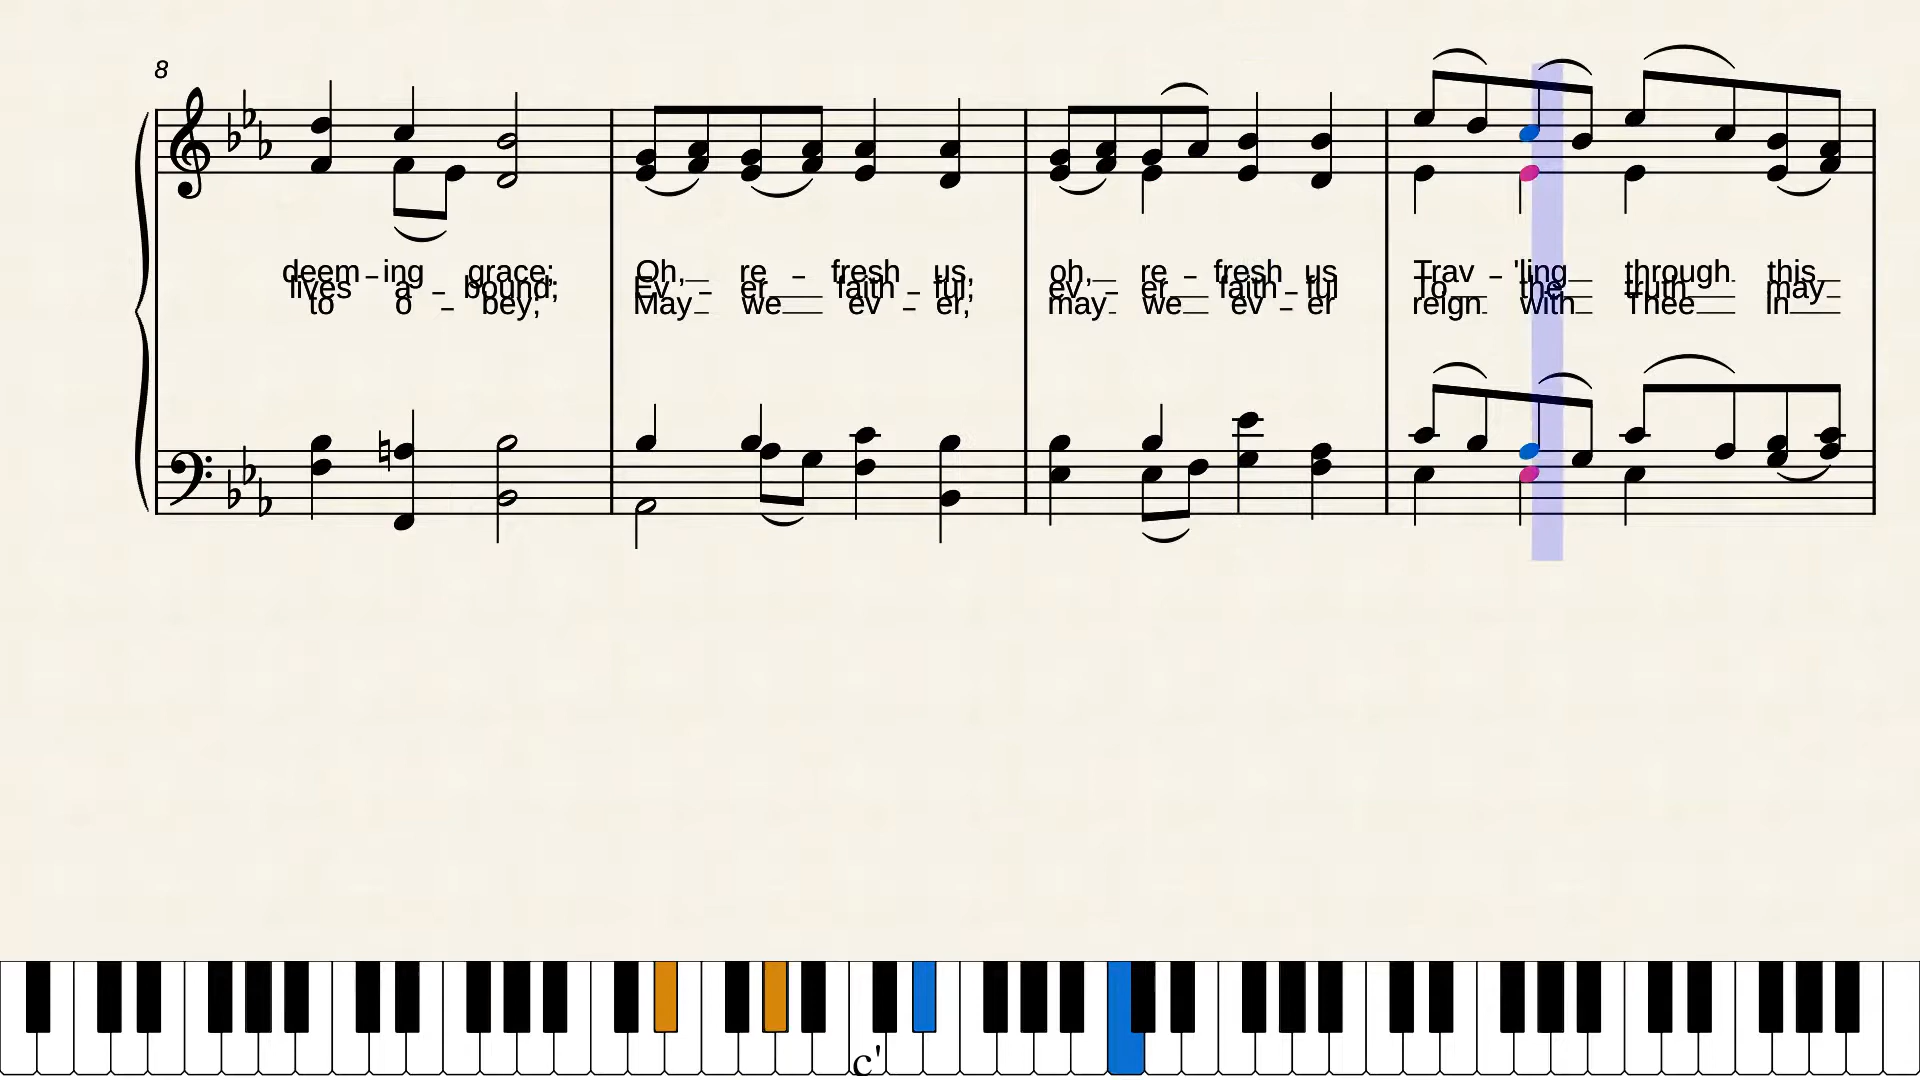 8
deem – ing grace; Oh, re – fresh us, oh, re – fresh us Trav – 'ling through this
lives a – bound; Ev – er faith – ful, ev – er faith – ful To the truth may
to o – bey; May we ev – er, may we ev – er reign with Thee in
c'